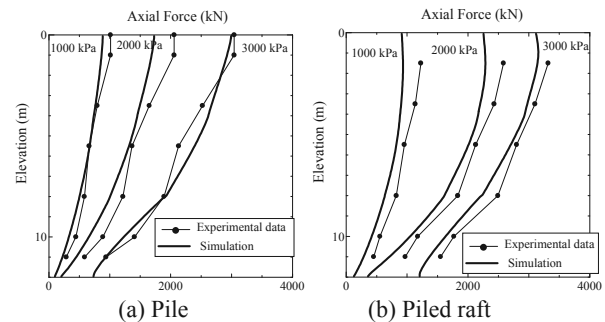 Axial Force (kN)
1000 kPa
2000 kPa
3000 kPa
Elevation (m)
0
10
Experimental data
Simulation
0
1000
2000
3000
4000
(a) Pile
Axial Force (kN)
1000 kPa
2000 kPa
3000 kPa
Elevation (m)
0
10
Experimental data
Simulation
0
2000
4000
(b) Piled raft